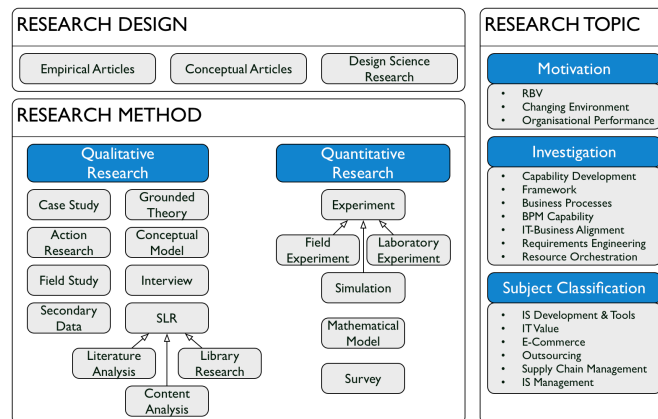 RESEARCH DESIGN
Empirical Articles
Conceptual Articles
Design Science
Research
RESEARCH METHOD
Qualitative
Research
Case Study
Grounded
Theory
Action
Research
Conceptual
Model
Field Study
Interview
Secondary
Data
SLR
Literature
Analysis
Library
Research
Content
Analysis
Quantitative
Research
Experiment
Field
Experiment
Laboratory
Experiment
Simulation
Mathematical
Model
Survey
RESEARCH TOPIC
Motivation
• RBV
• Changing Environment
• Organisational Performance
Investigation
• Capability Development
• Framework
• Business Processes
• BPM Capability
• IT-Business Alignment
• Requirements Engineering
• Resource Orchestration
Subject Classification
• IS Development & Tools
• IT Value
• E-Commerce
• Outsourcing
• Supply Chain Management
• IS Management